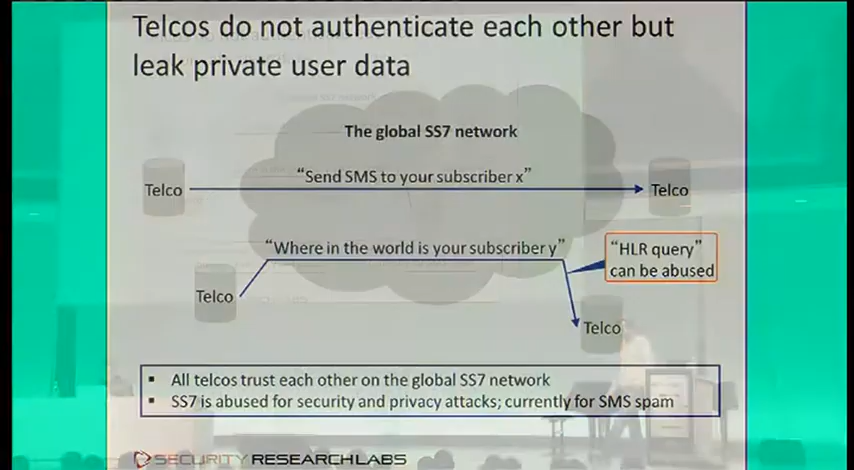 Telcos do not authenticate each other but
leak private user data
The global SS7 network
Telco
“Send SMS to your subscriber x”
Telco
“Where in the world is your subscriber y”
“HLR query”
can be abused
Telco
Telco
▪ All telcos trust each other on the global SS7 network
▪ SS7 is abused for security and privacy attacks; currently for SMS spam
SECURITY RESEARCHLABS